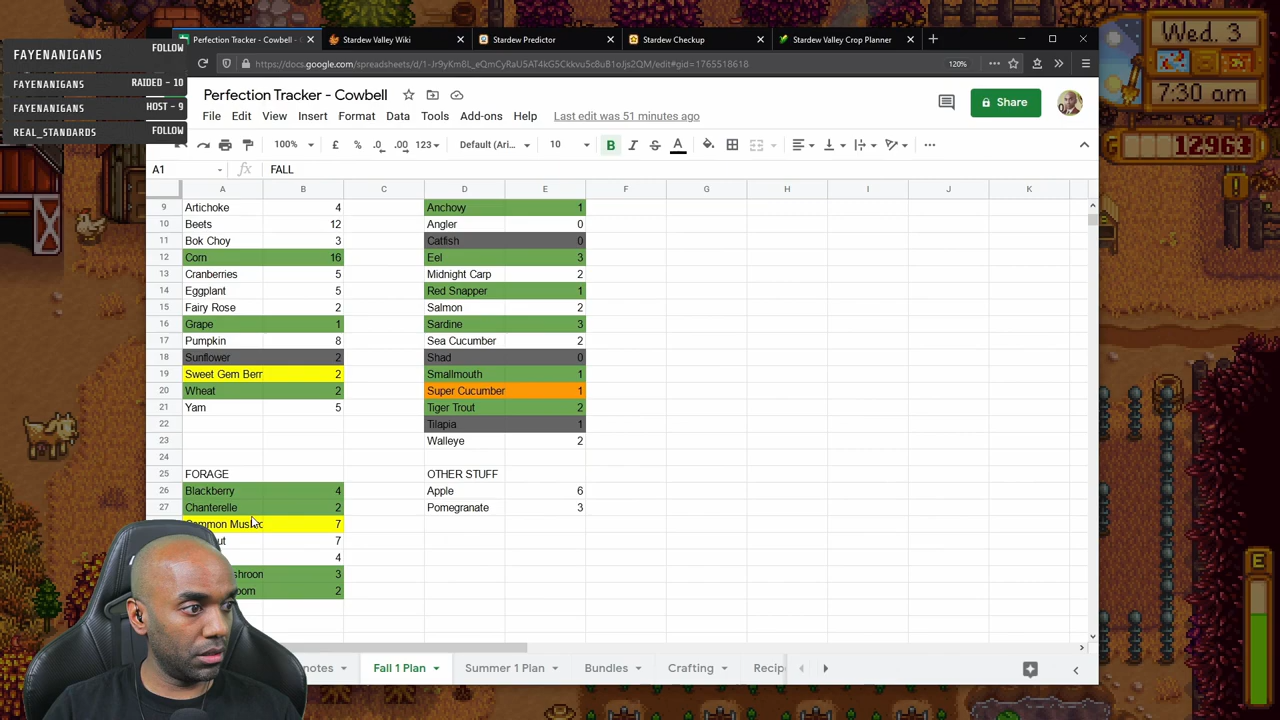 FAYENANIGANS FOLLOW
FAYENANIGANS RAIDED - 10
FAYENANIGANS HOST - 9
REAL_STANDARDS FOLLOW
Perfection Tracker - Cowbell -
Stardew Valley Wiki
Stardew Predictor
Stardew Checkup
Stardew Valley Crop Planner
120%
Wed. 3
7:30 am
12963
Perfection Tracker - Cowbell
Share
File Edit View Insert Format Data Tools Add-ons Help Last edit was 51 minutes ago
100% £ % .0 .00 123 Default (Ari... 10 B I S A
A1 fx FALL
A B C D E F G H I J K
9 Artichoke 4 Anchovy 1
10 Beets 12 Angler 0
11 Bok Choy 3 Catfish 0
12 Corn 16 Eel 3
13 Cranberries 5 Midnight Carp 2
14 Eggplant 5 Red Snapper 1
15 Fairy Rose 2 Salmon 2
16 Grape 1 Sardine 3
17 Pumpkin 8 Sea Cucumber 2
18 Sunflower 2 Shad 0
19 Sweet Gem Berr 2 Smallmouth 1
20 Wheat 2 Super Cucumber 1
21 Yam 5 Tiger Trout 2
22 Tilapia 1
23 Walleye 2
24
25 FORAGE OTHER STUFF
26 Blackberry 4 Apple 6
27 Chanterelle 2 Pomegranate 3
7
7
4
3
2
Fall 1 Plan Summer 1 Plan Bundles Crafting Recip
E